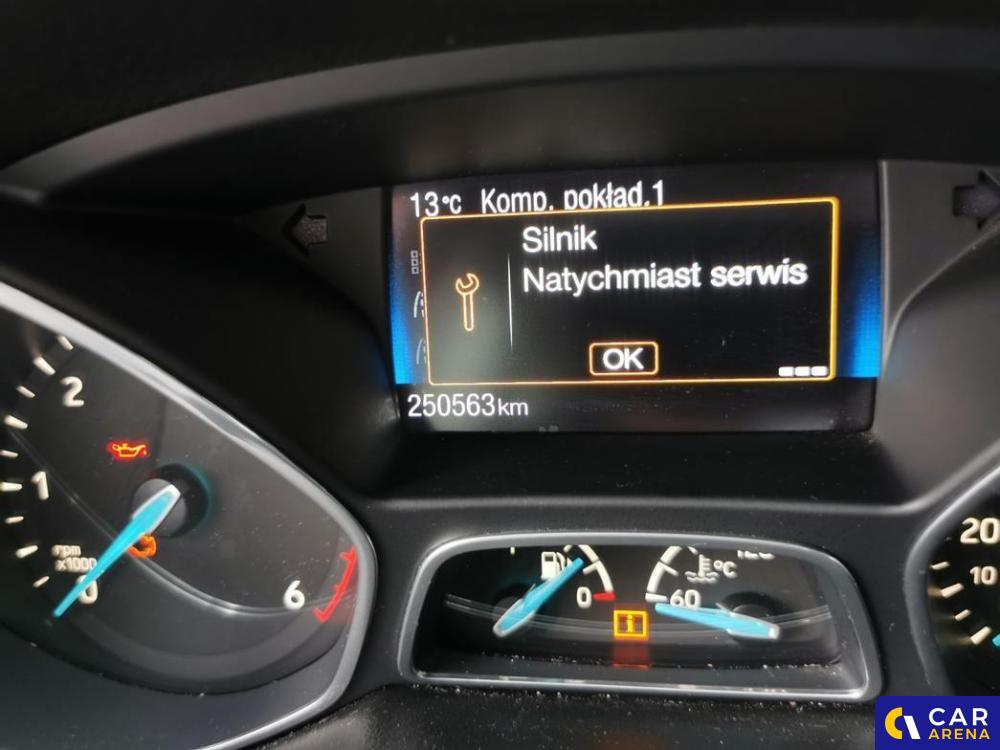 13°C Komp. pokład.1
Silnik
Natychmiast serwis
OK
250563km
2
1
rpm
x1000
0
6
0
60
°C
20
10
CAR
ARENA